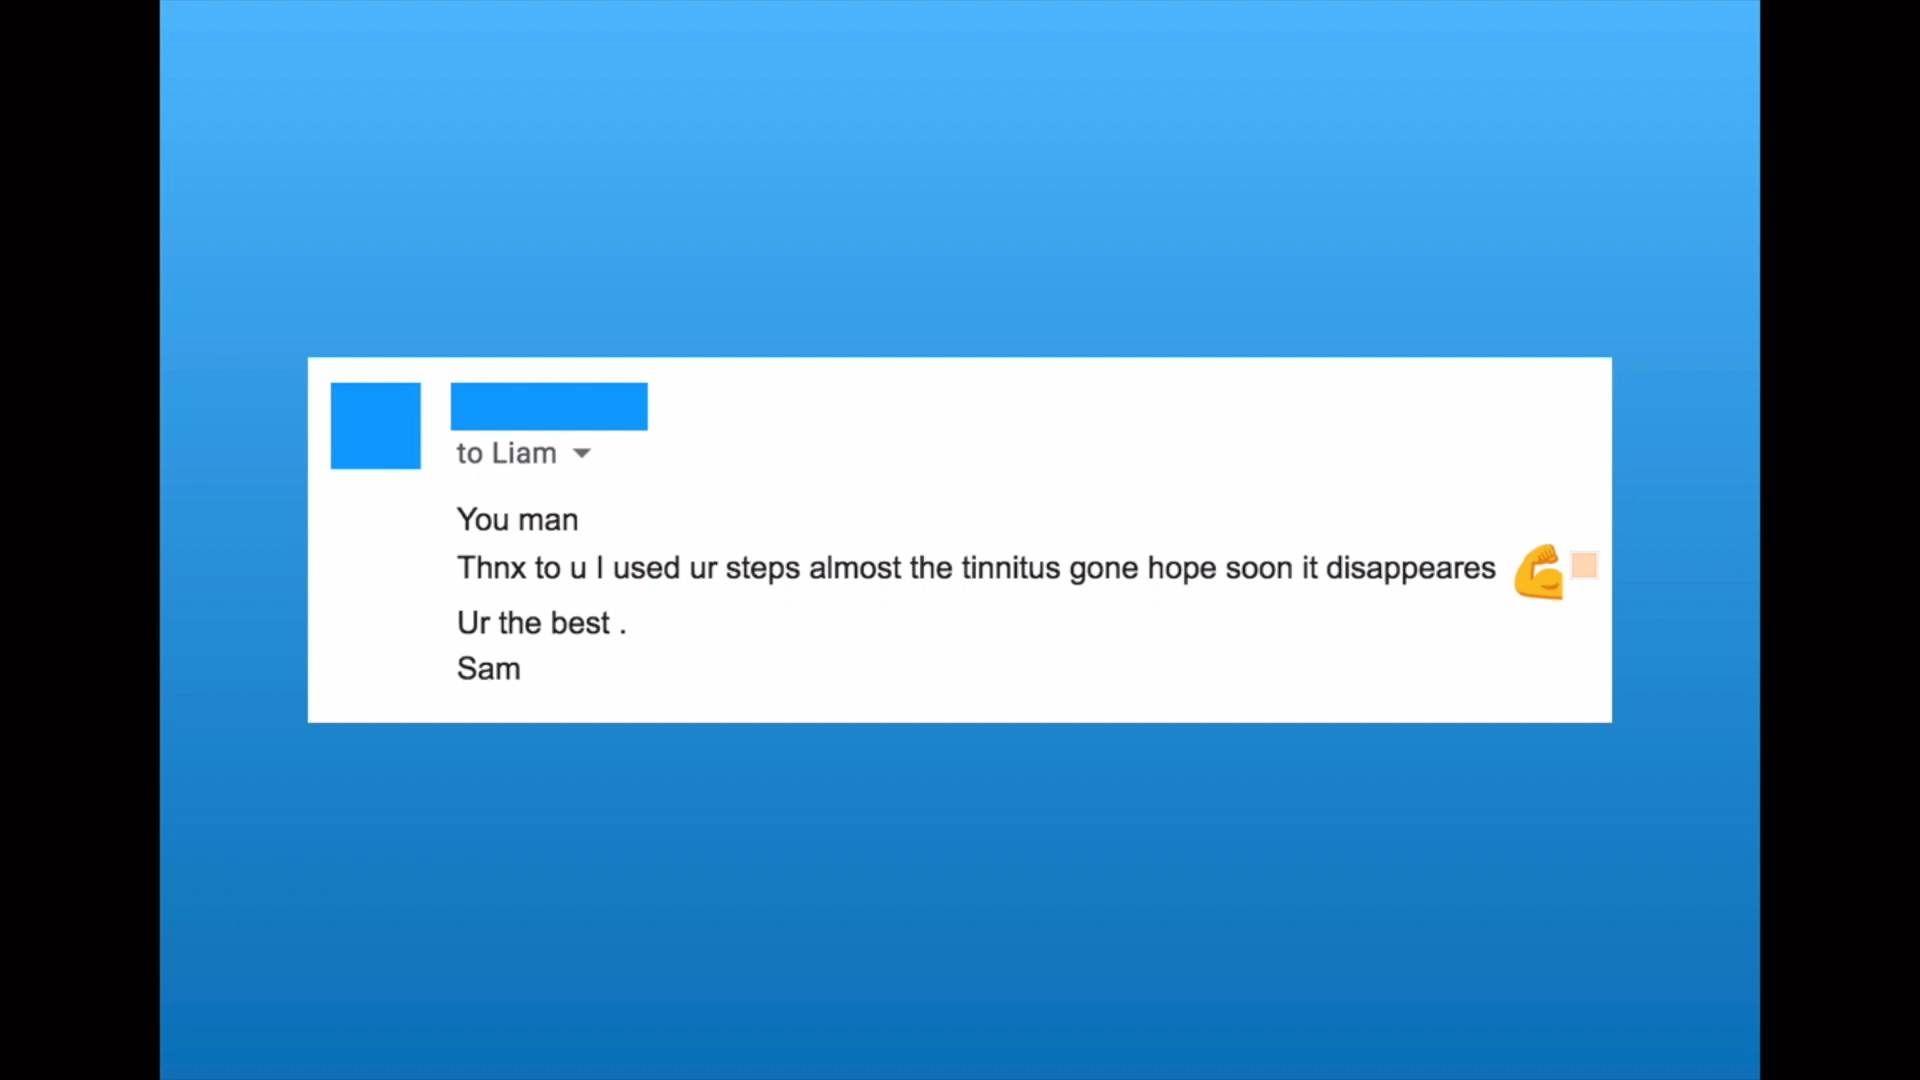 to Liam
You man
Thnx to u I used ur steps almost the tinnitus gone hope soon it disappeares 💪
Ur the best .
Sam